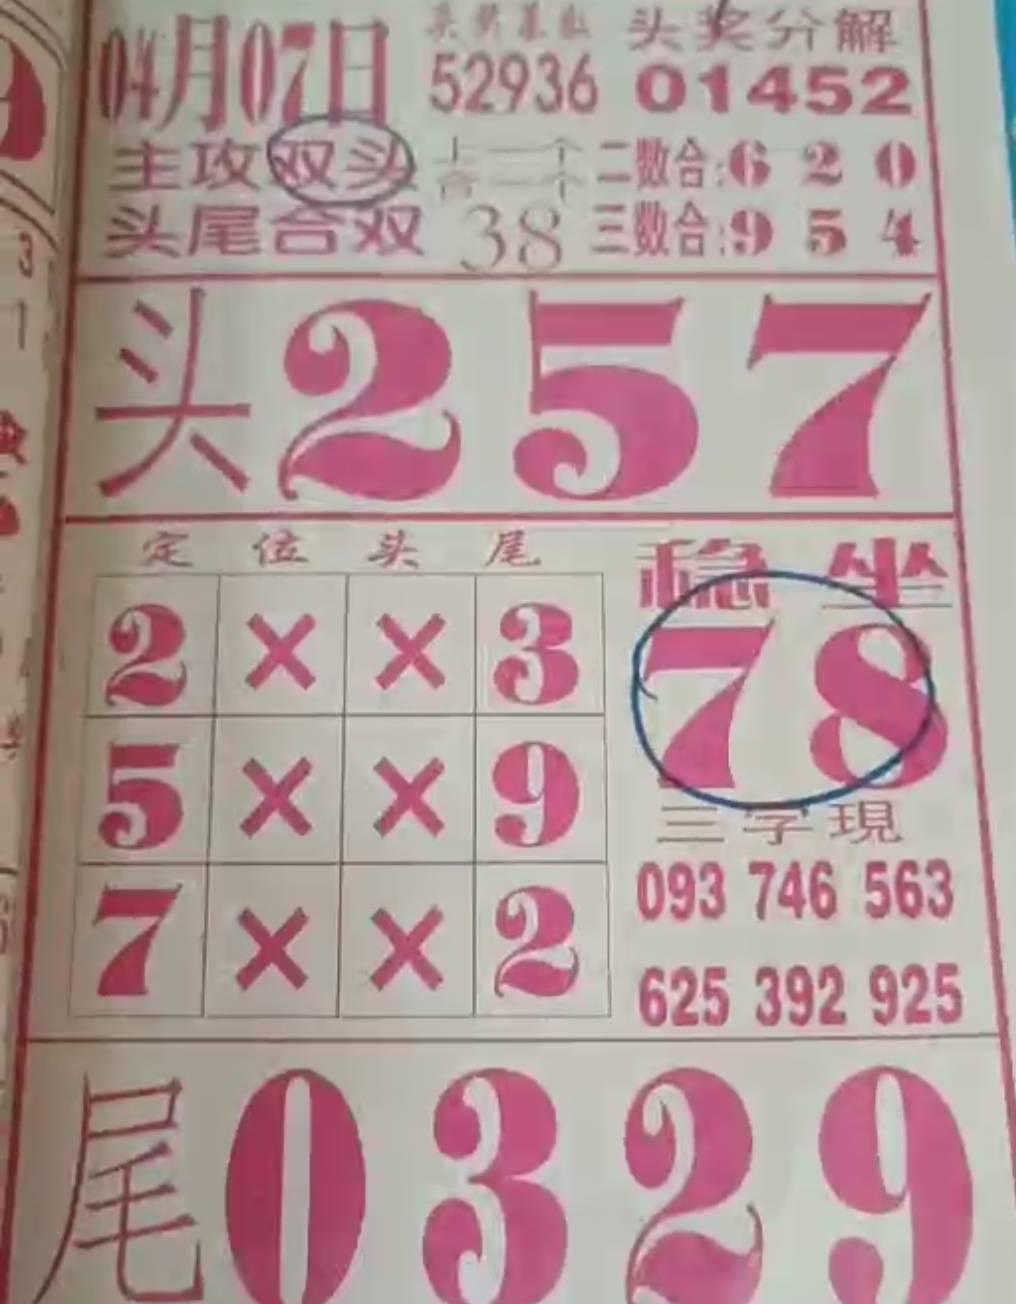 04月07日
52936
头奖分解
01452
主攻双头
二数合:6 2 0
头尾合双
38
三数合:9 5 4
头 2 5 7
定位头尾
2 × × 3
5 × × 9
7 × × 2
稳坐
78
三字現
093 746 563
625 392 925
尾 0 3 2 9
3
1